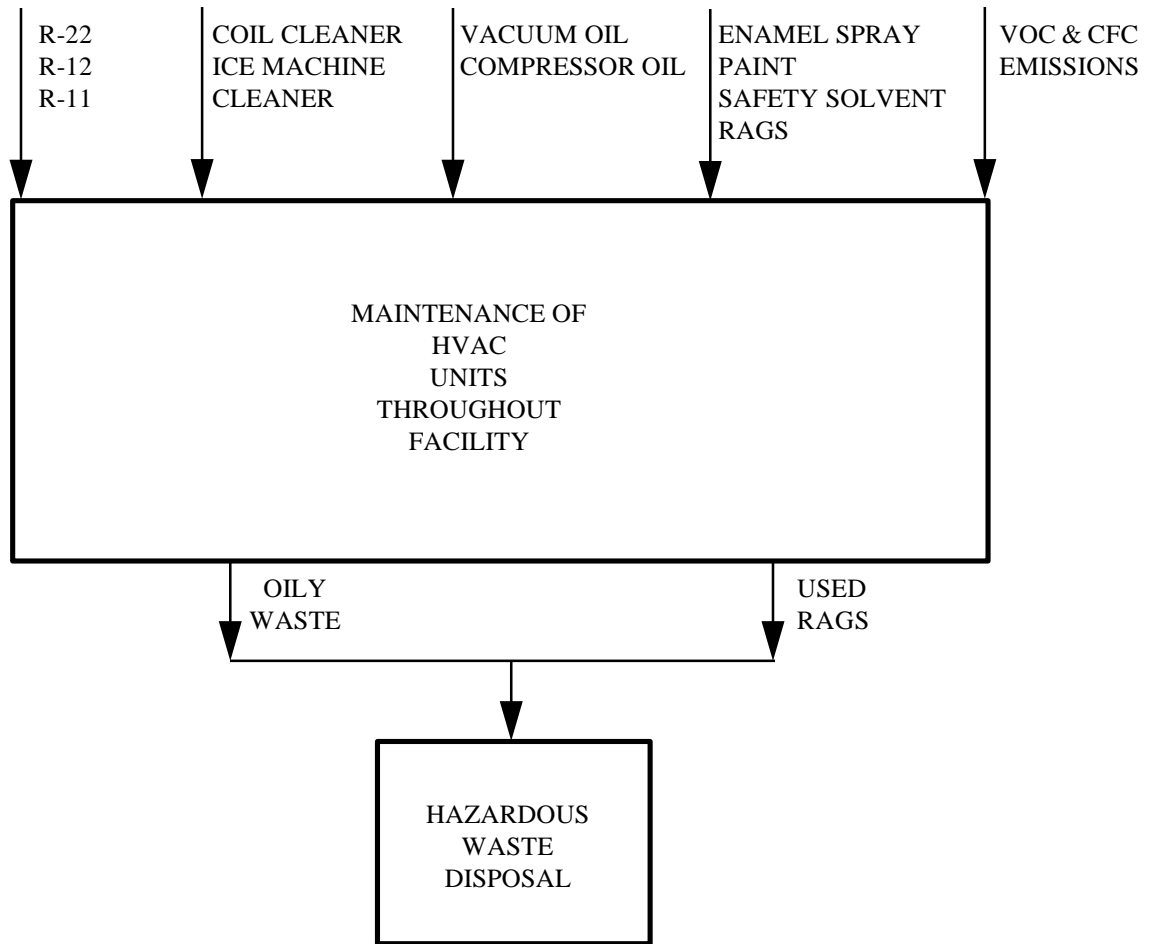 R-22
R-12
R-11
COIL CLEANER
ICE MACHINE
CLEANER
VACUUM OIL
COMPRESSOR OIL
ENAMEL SPRAY
PAINT
SAFETY SOLVENT
RAGS
VOC & CFC
EMISSIONS
MAINTENANCE OF
HVAC
UNITS
THROUGHOUT
FACILITY
OILY
WASTE
USED
RAGS
HAZARDOUS
WASTE
DISPOSAL